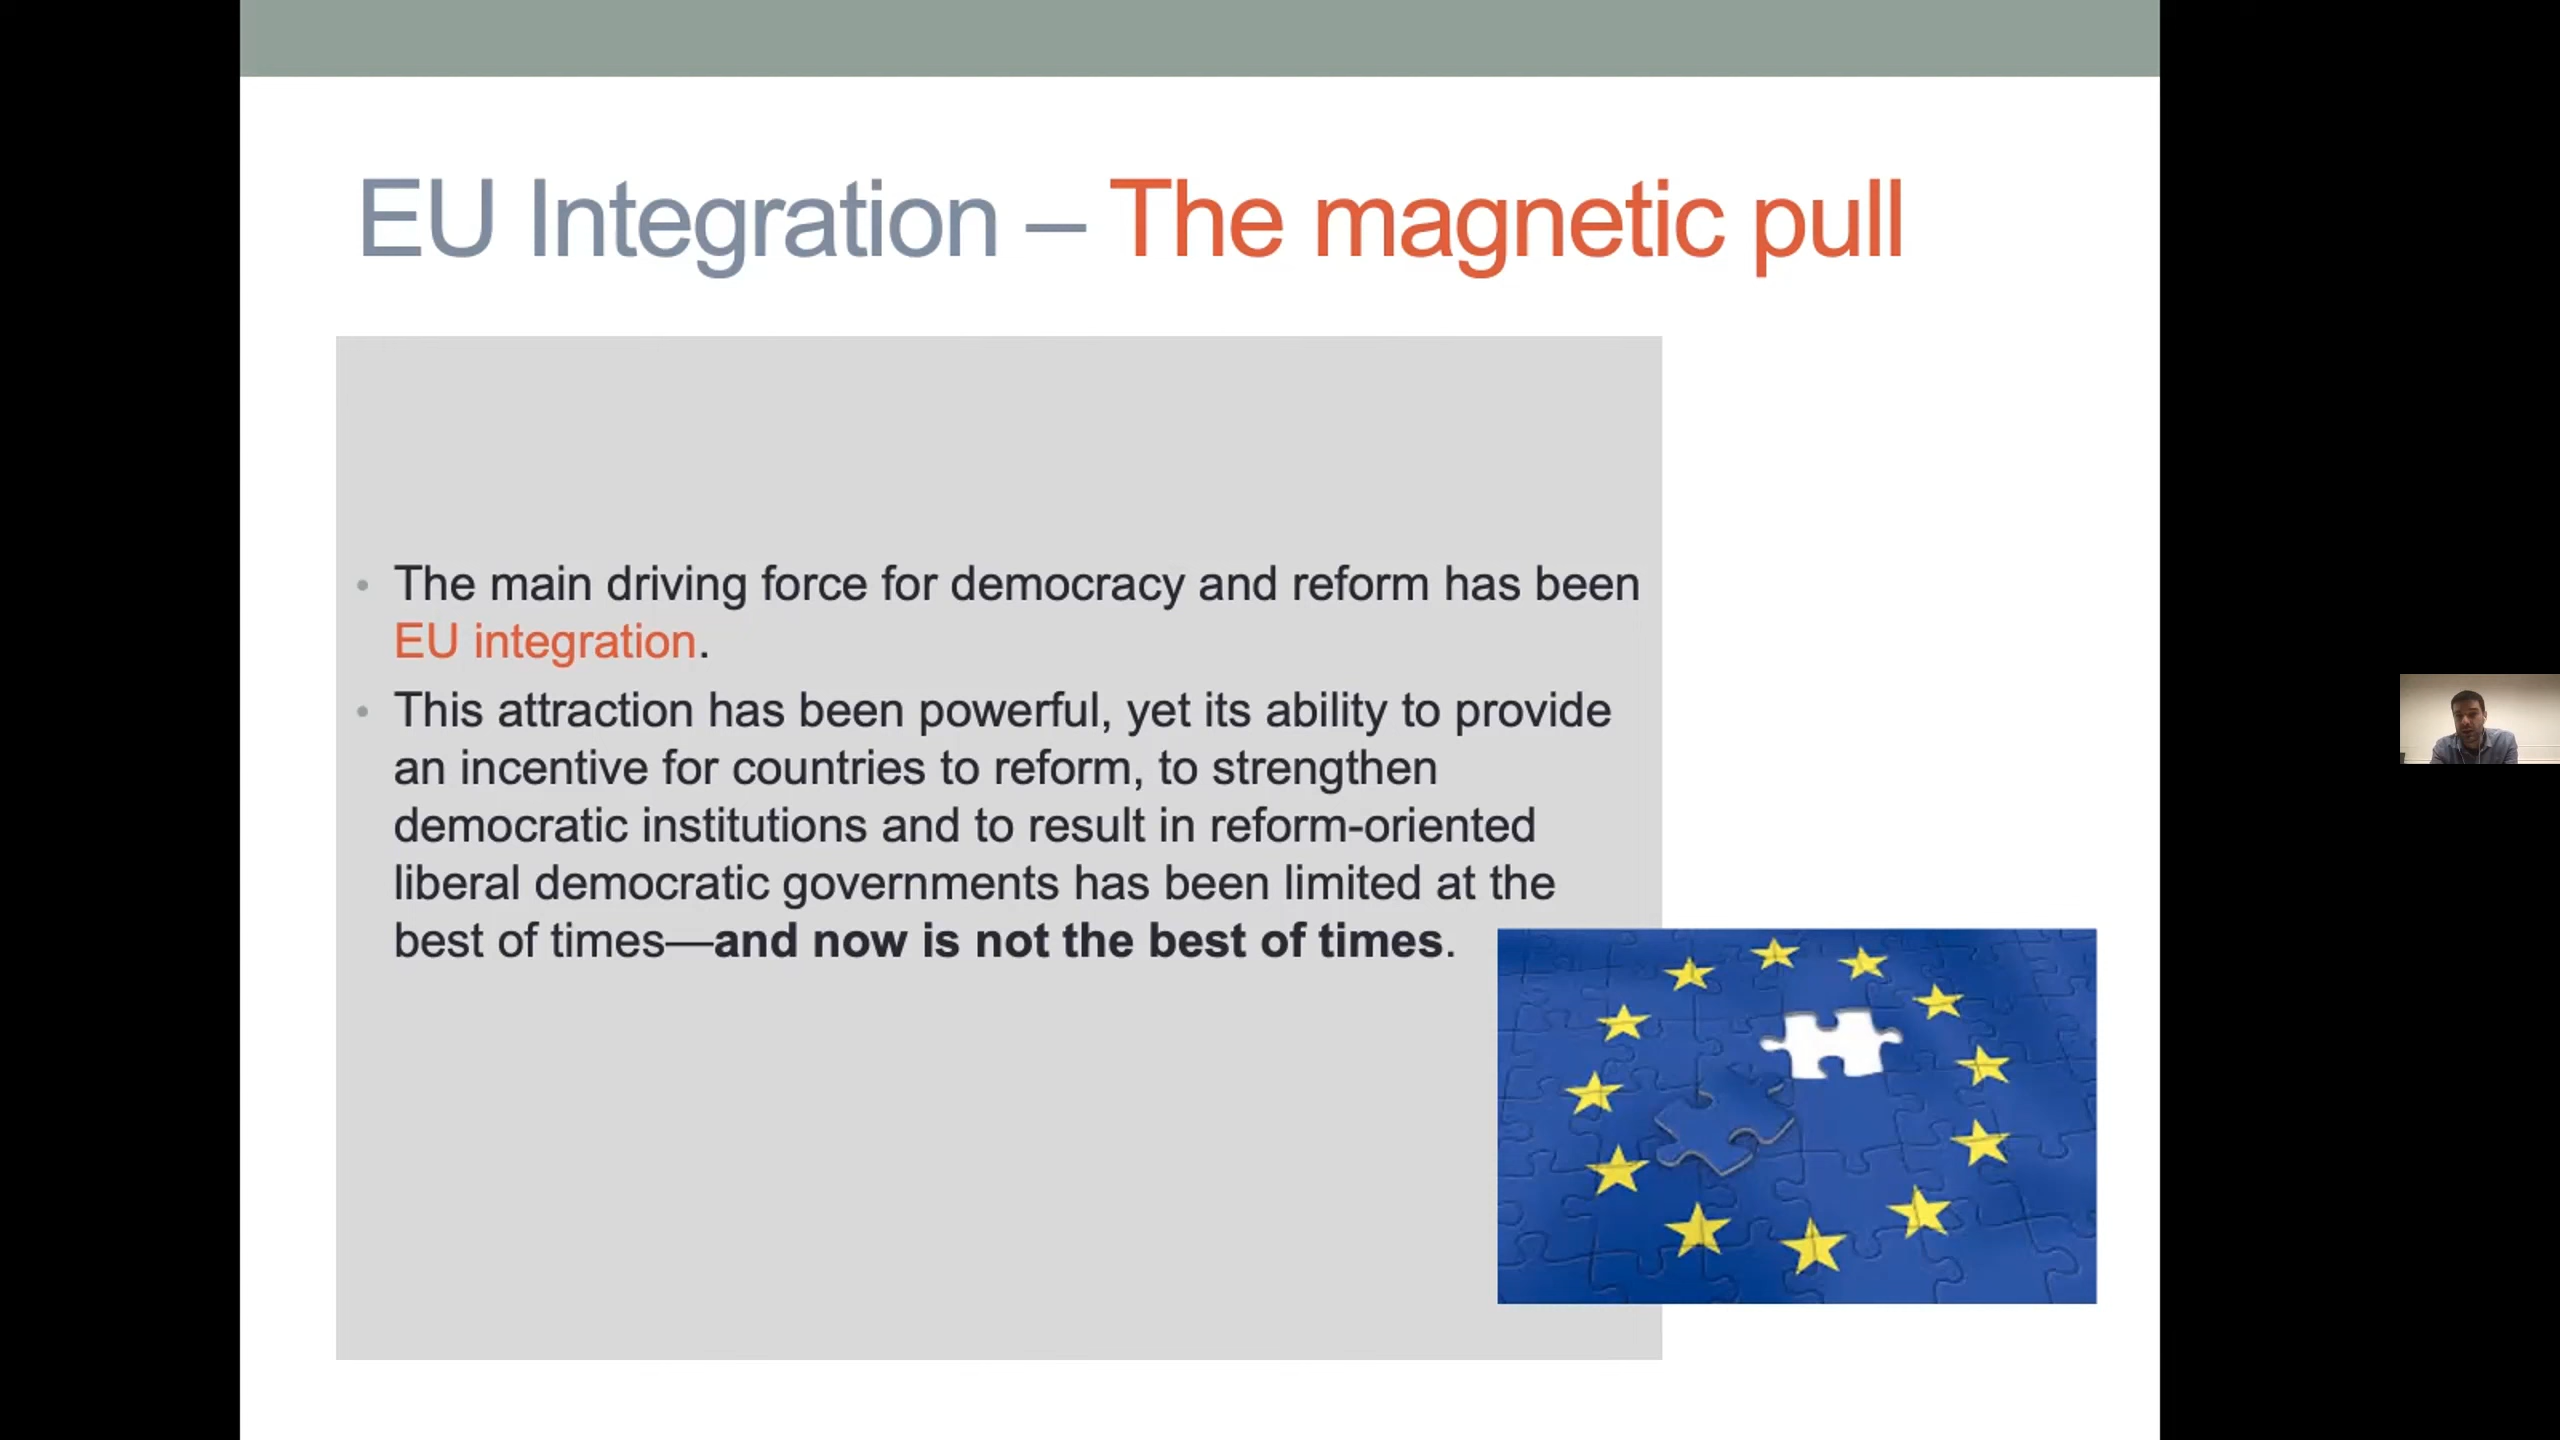 EU Integration – The magnetic pull
• The main driving force for democracy and reform has been
EU integration.
• This attraction has been powerful, yet its ability to provide
an incentive for countries to reform, to strengthen
democratic institutions and to result in reform-oriented
liberal democratic governments has been limited at the
best of times—and now is not the best of times.